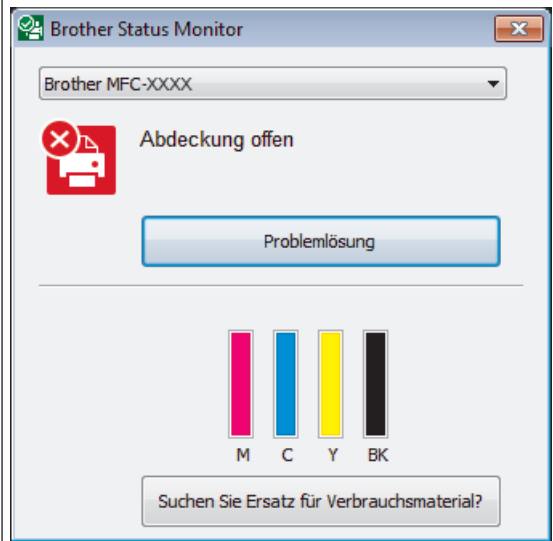 Brother Status Monitor
Brother MFC-XXXX
Abdeckung offen
Problemlösung
M C Y BK
Suchen Sie Ersatz für Verbrauchsmaterial?